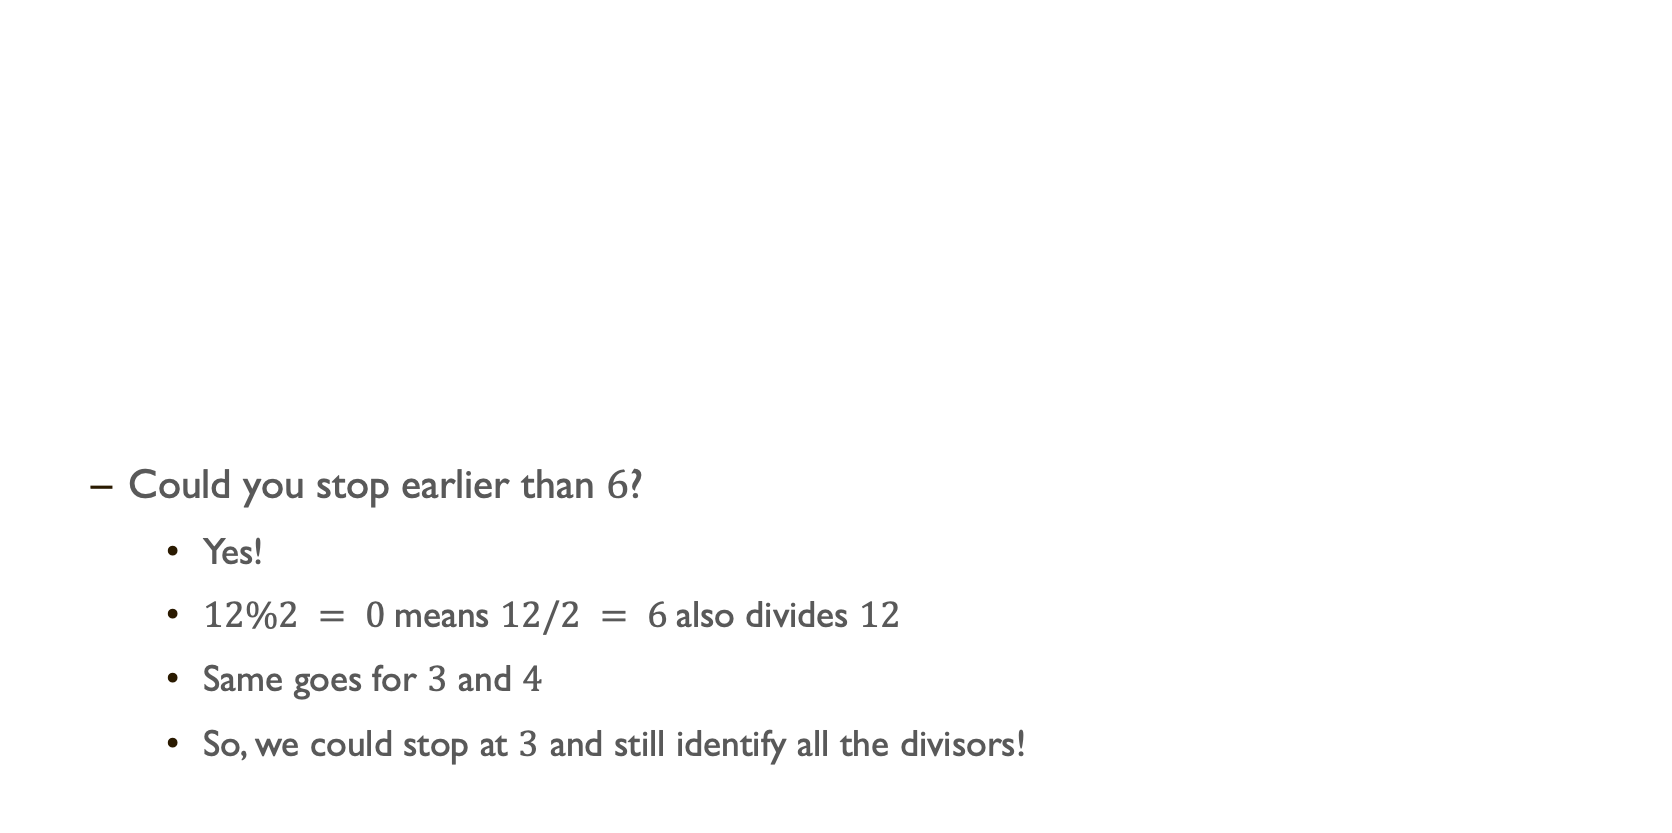 – Could you stop earlier than 6?
• Yes!
• 12%2 = 0 means 12/2 = 6 also divides 12
• Same goes for 3 and 4
• So, we could stop at 3 and still identify all the divisors!